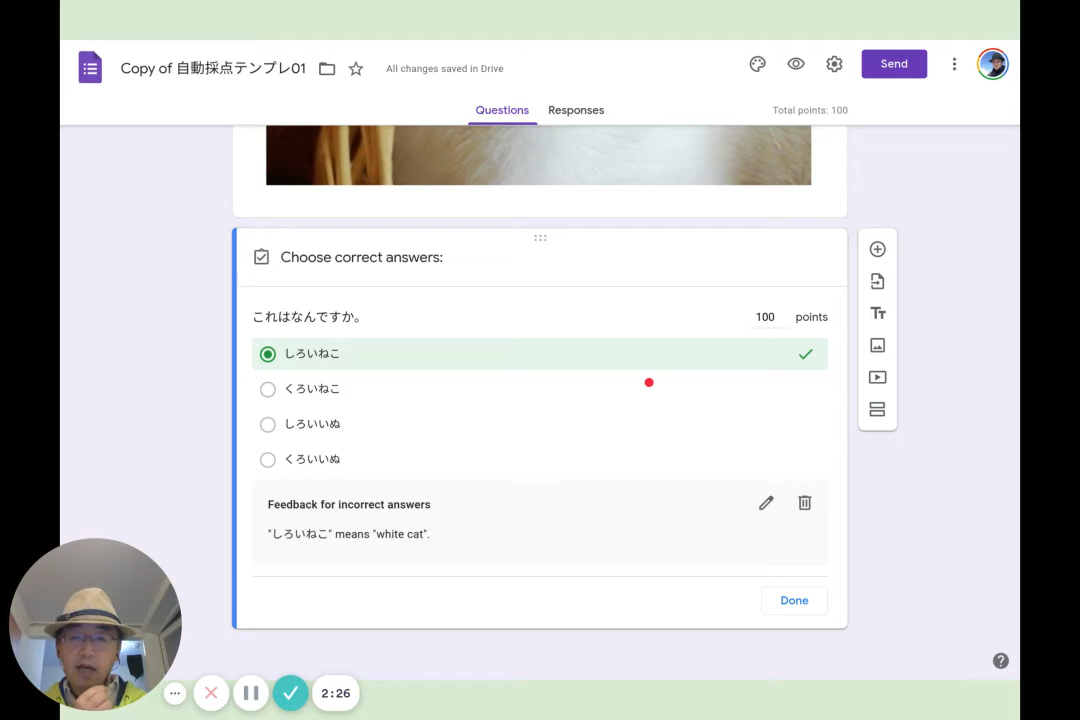 Copy of 自動採点テンプレ01
All changes saved in Drive
Send
Questions
Responses
Total points: 100
Choose correct answers:
これはなんですか。
100 points
しろいねこ
くろいねこ
しろいいぬ
くろいいぬ
Feedback for incorrect answers
"しろいねこ" means "white cat".
Done
2:26